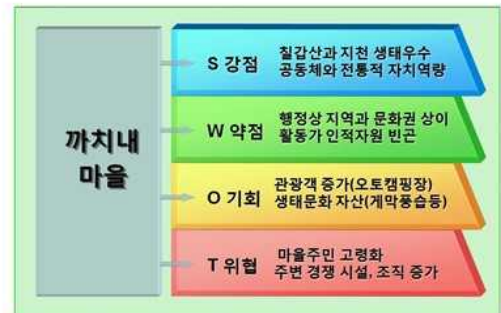 까치내
마을
S 강점
칠갑산과 지천 생태우수
공동체와 전통적 자치역량
W 약점
행정상 지역과 문화권 상이
활동가 인적자원 빈곤
O 기회
관광객 증가(오토캠핑장)
생태문화 자산(게막풍습등)
T 위협
마을주민 고령화
주변 경쟁 시설, 조직 증가